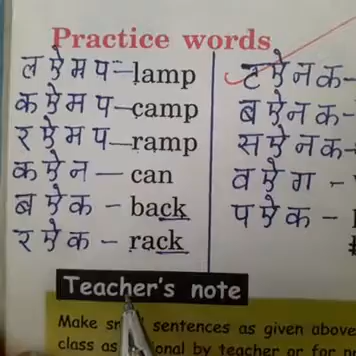 Practice words
ल ऐ म प – lamp
क ऐ म प – camp
र ऐ म प – ramp
क ऐ न – can
ब ऐ क – back
र ऐ क – rack
ट ऐ न क –
ब ऐ न क –
स ऐ न क –
व ऐ ग –
प ऐ क –
Teacher's note
Make sentences as given above
class as by teacher or for